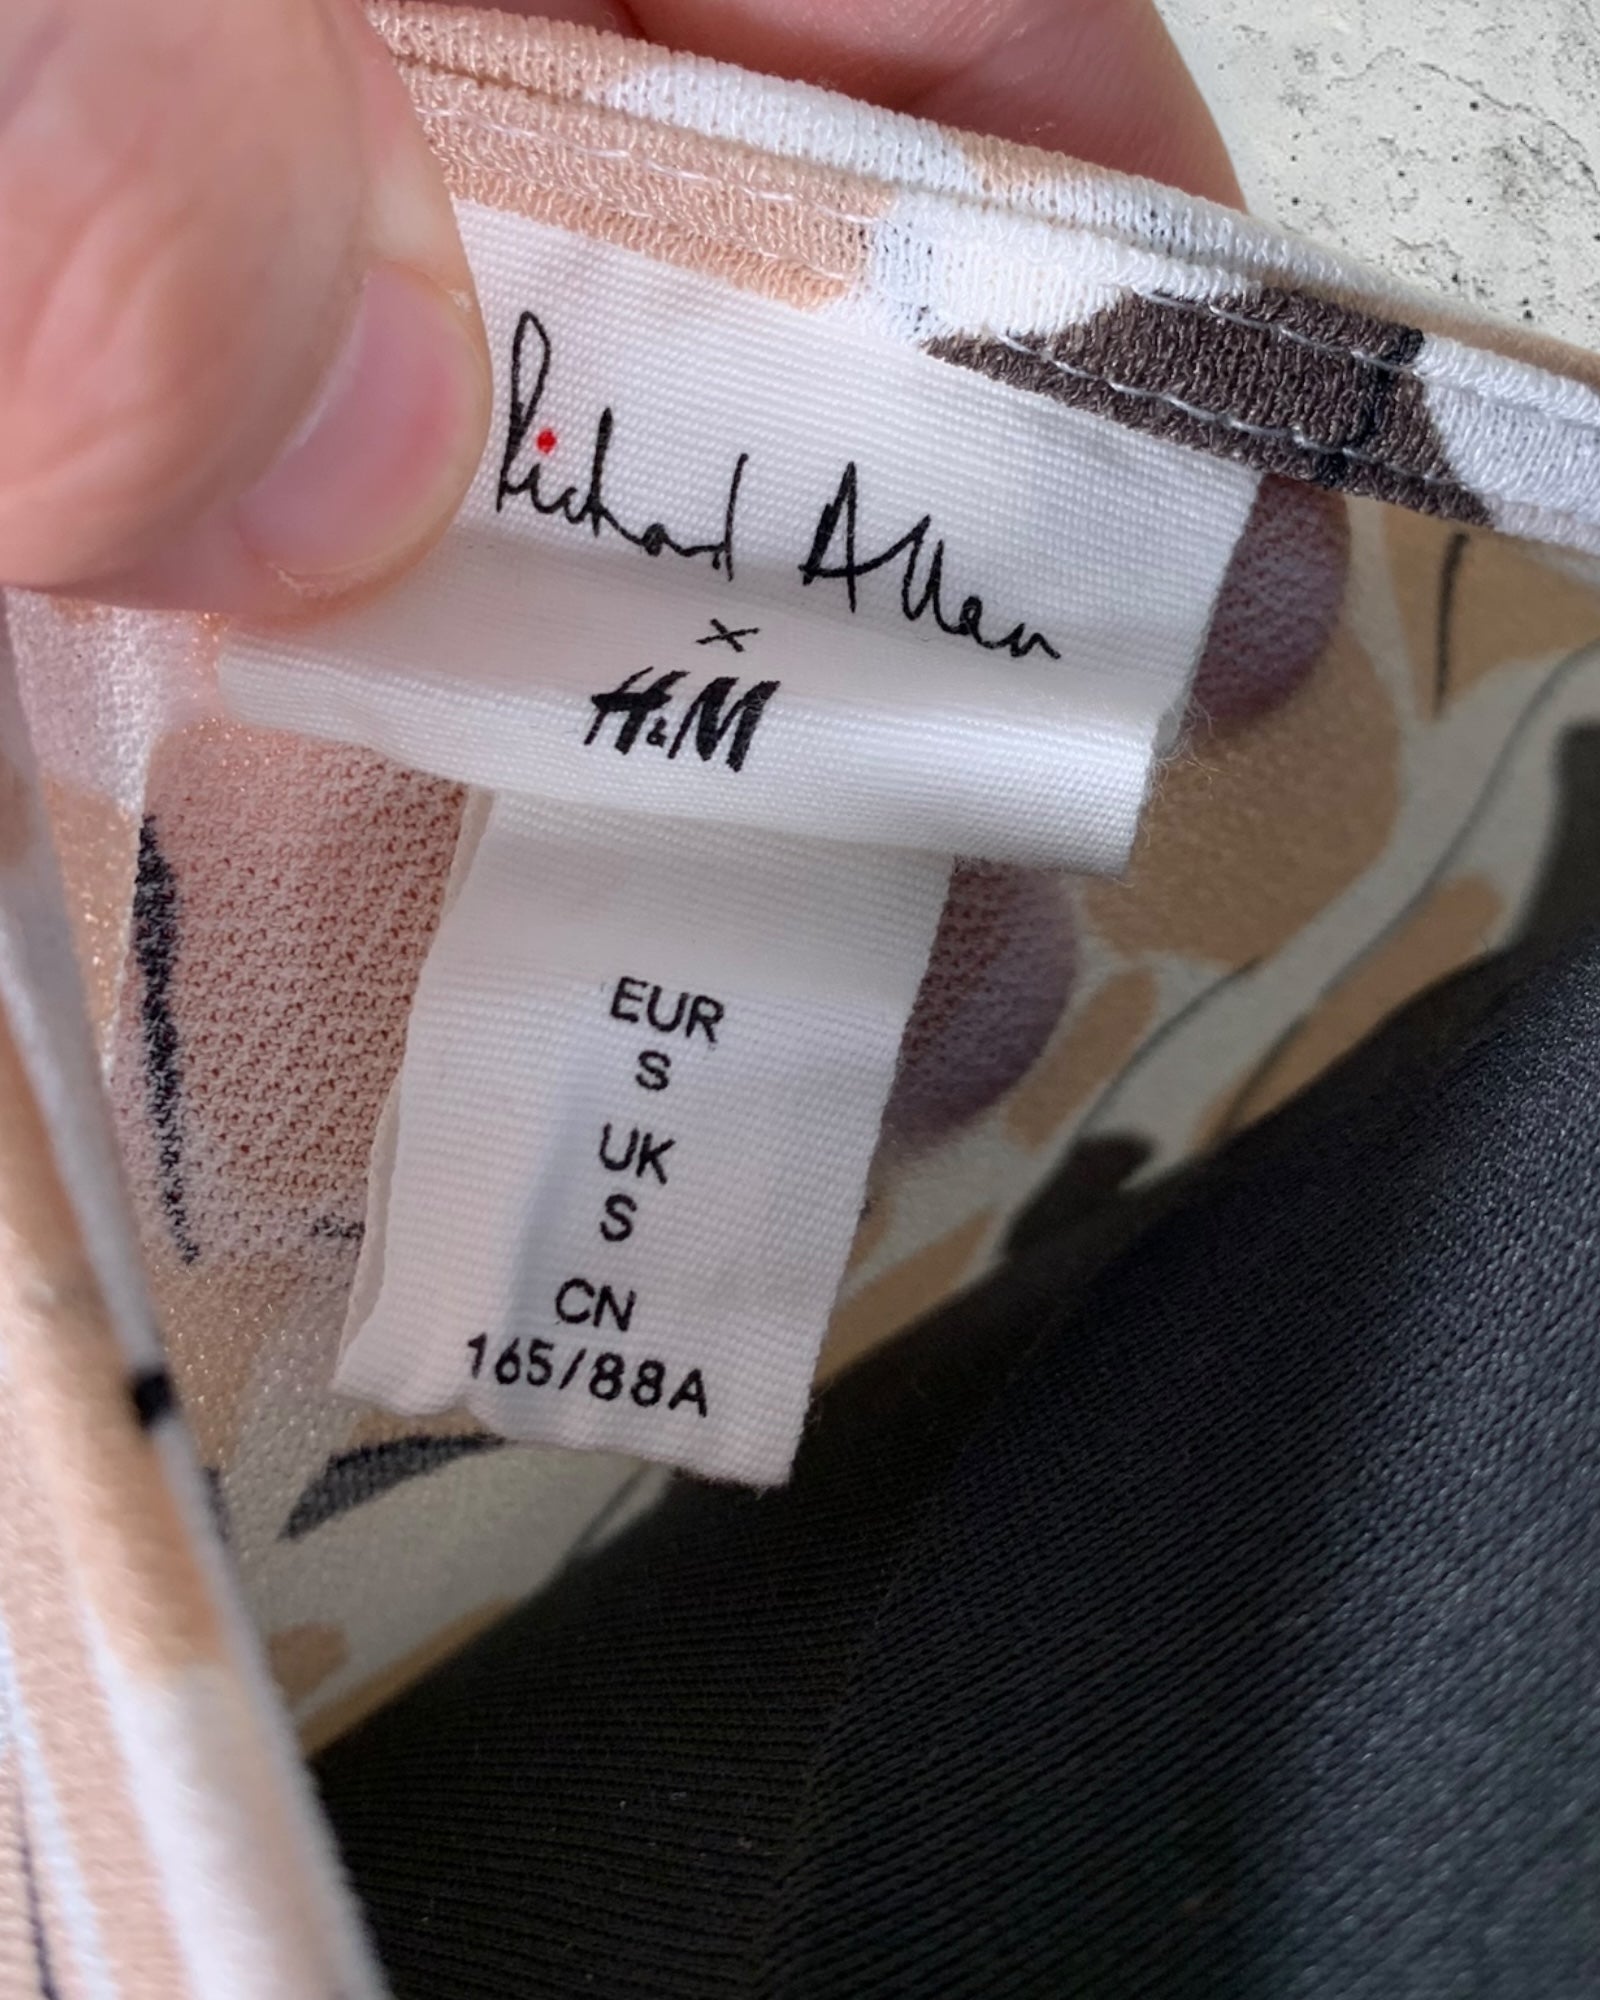 Richard Allan
x
H&M
EUR
S
UK
S
CN
165/88A